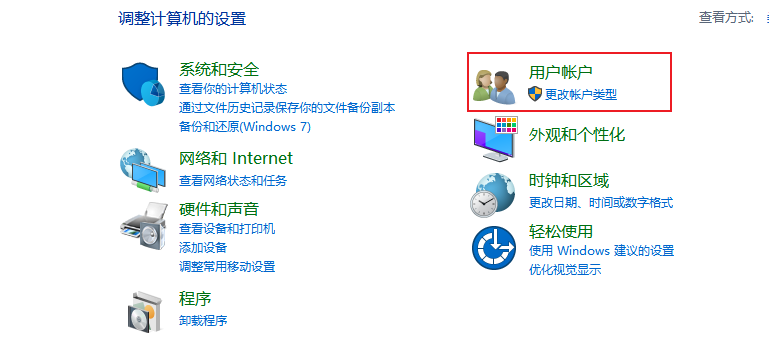 调整计算机的设置
查看方式:
系统和安全
查看你的计算机状态
通过文件历史记录保存你的文件备份副本
备份和还原(Windows 7)
网络和 Internet
查看网络状态和任务
硬件和声音
查看设备和打印机
添加设备
调整常用移动设置
程序
卸载程序
用户帐户
更改帐户类型
外观和个性化
时钟和区域
更改日期、时间或数字格式
轻松使用
使用 Windows 建议的设置
优化视觉显示